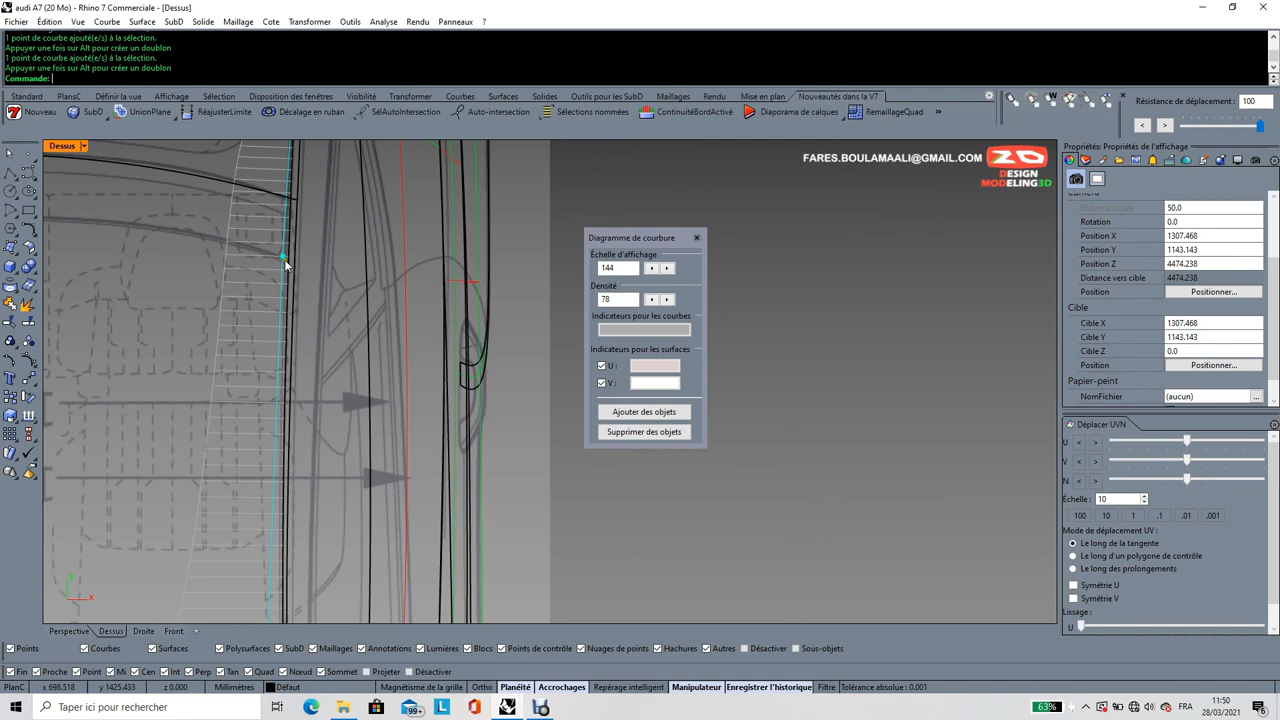 audi A7 (20 Mo) - Rhino 7 Commerciale - [Dessus]
Fichier Édition Vue Courbe Surface SubD Solide Maillage Cote Transformer Outils Analyse Rendu Panneaux ?
1 point de courbe ajouté(e/s) à la sélection.
Appuyer une fois sur Alt pour créer un doublon
1 point de courbe ajouté(e/s) à la sélection.
Appuyer une fois sur Alt pour créer un doublon
Commande:
Standard PlansC Définir la vue Affichage Sélection Disposition des fenêtres Visibilité Transformer Courbes Surfaces Solides Outils pour les SubD Maillages Rendu Mise en plan Nouveautés dans la V7
Résistance de déplacement : 100
Nouveau SubD UnionPlane RéajusterLimite Décalage en ruban SélAutoIntersection Auto-intersection Sélections nommées ContinuitéBordActivé Diaporama de calques RemaillageQuad »
< >
Dessus
FARES.BOULAMAALI@GMAIL.COM
DESIGN
MODELING3D
Propriétés: Propriétés de l'affichage
Caméra
Distance focale 50.0
Rotation 0.0
Position X 1307.468
Position Y 1143.143
Position Z 4474.238
Distance vers cible 4474.238
Position Positionner...
Cible
Cible X 1307.468
Cible Y 1143.143
Cible Z 0.0
Position Positionner...
Papier-peint
NomFichier (aucun) ...
Diagramme de courbure
Échelle d'affichage
144
Densité
78
Indicateurs pour les courbes
Indicateurs pour les surfaces
U :
V :
Ajouter des objets
Supprimer des objets
Déplacer UVN
U < >
V < >
N < >
Échelle : 10
100 10 1 .1 .01 .001
Mode de déplacement UV :
Le long de la tangente
Le long d'un polygone de contrôle
Le long des prolongements
Symétrie U
Symétrie V
Lissage :
U
y
x
Perspective Dessus Droite Front
Points Courbes Surfaces Polysurfaces SubD Maillages Annotations Lumières Blocs Points de contrôle Nuages de points Hachures Autres Désactiver Sous-objets
Fin Proche Point Mi Cen Int Perp Tan Quad Nœud Sommet Projeter Désactiver
PlanC x 698.518 y 1425.433 z 0.000 Millimètres Défaut Magnétisme de la grille Ortho Planéité Accrochages Repérage intelligent Manipulateur Enregistrer l'historique Filtre Tolérance absolue : 0.001
Taper ici pour rechercher
99+
63%
FRA
11:50
28/03/2021